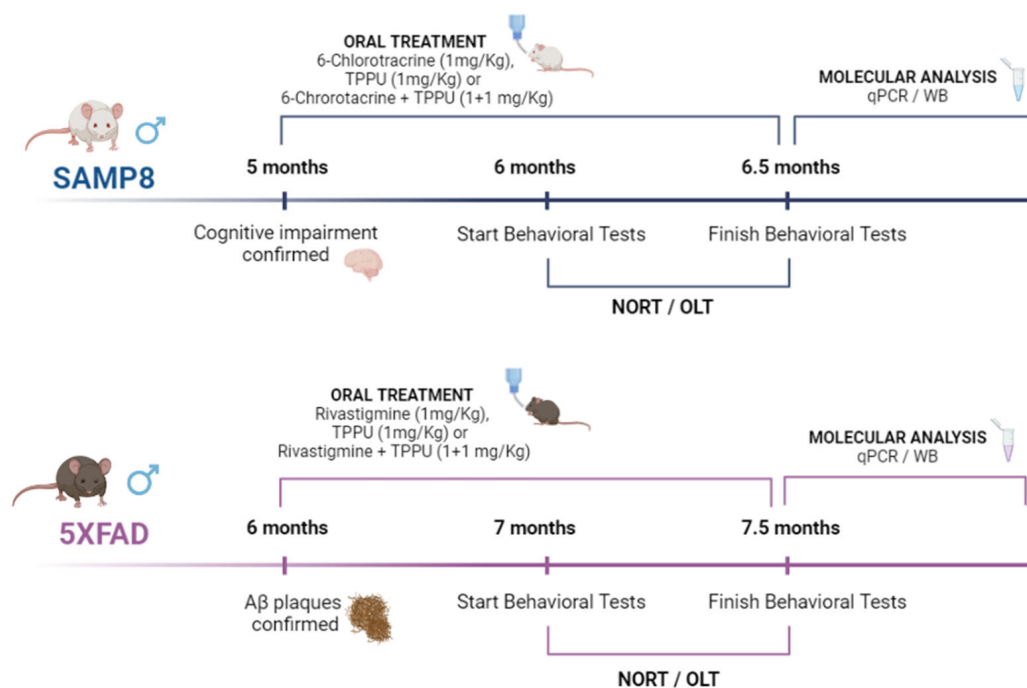 ORAL TREATMENT
6-Chlorotracrine (1mg/Kg),
TPPU (1mg/Kg) or
6-Chrorotacrine + TPPU (1+1 mg/Kg)
MOLECULAR ANALYSIS
qPCR / WB
SAMP8
5 months
6 months
6.5 months
Cognitive impairment
confirmed
Start Behavioral Tests
Finish Behavioral Tests
NORT / OLT
ORAL TREATMENT
Rivastigmine (1mg/Kg),
TPPU (1mg/Kg) or
Rivastigmine + TPPU (1+1 mg/Kg)
MOLECULAR ANALYSIS
qPCR / WB
5XFAD
6 months
7 months
7.5 months
Aβ plaques
confirmed
Start Behavioral Tests
Finish Behavioral Tests
NORT / OLT